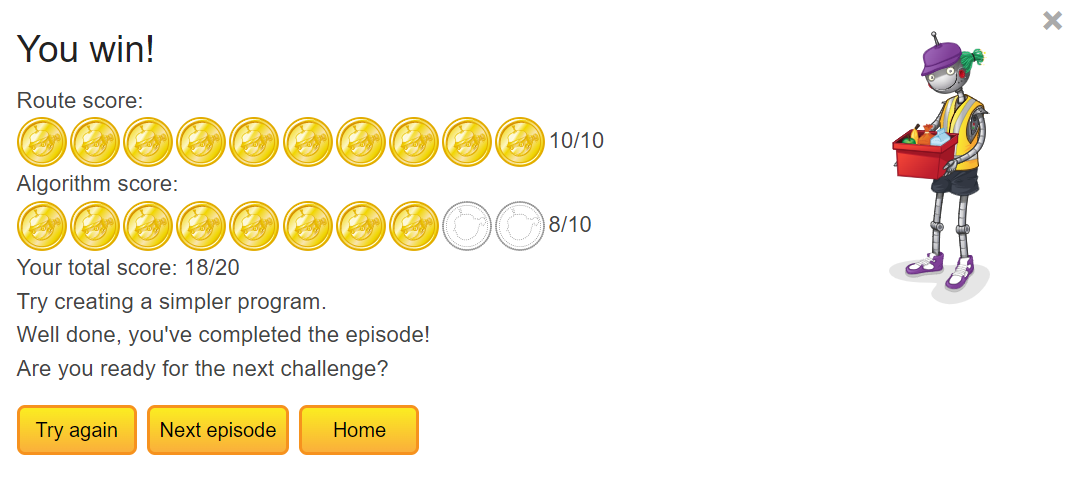 You win!
Route score:
10/10
Algorithm score:
8/10
Your total score: 18/20
Try creating a simpler program.
Well done, you've completed the episode!
Are you ready for the next challenge?
Try again
Next episode
Home